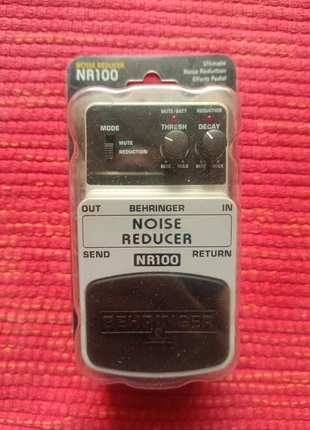 NOISE REDUCER
NR100
Ultimate
Noise Reduction
Effects Pedal
MUTE/BATT REDUCTION
MODE THRESH DECAY
MUTE
REDUCTION
MIN MAX MIN MAX
OUT BEHRINGER IN
NOISE
REDUCER
SEND NR100 RETURN
BEHRINGER